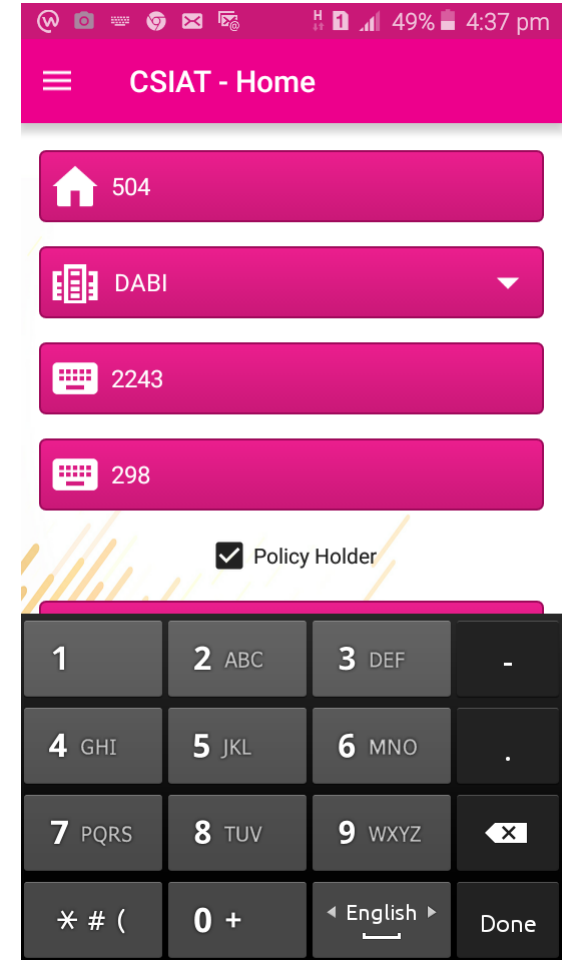 H 1 49% 4:37 pm
CSIAT - Home
504
DABI
2243
298
Policy Holder
1 2 ABC 3 DEF -
4 GHI 5 JKL 6 MNO .
7 PQRS 8 TUV 9 WXYZ
* # ( 0 + English Done